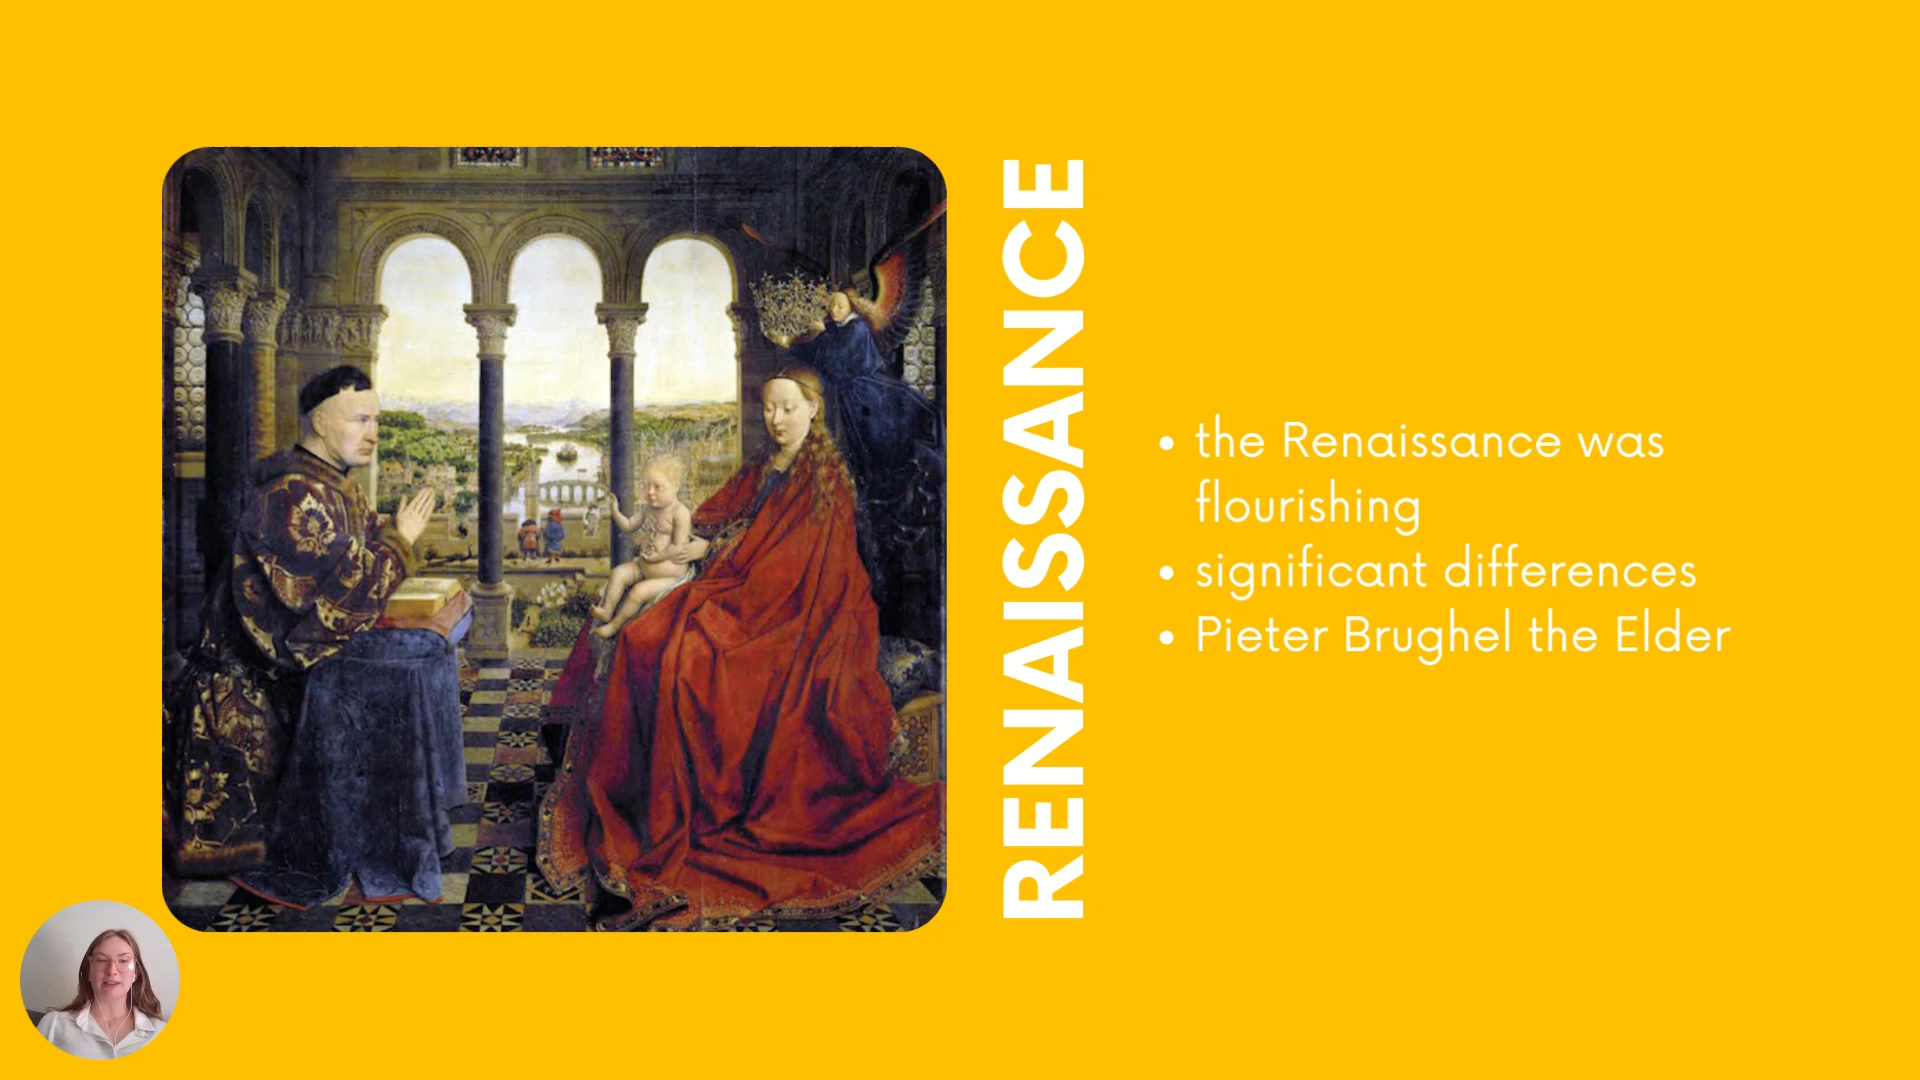 RENAISSANCE
• the Renaissance was
flourishing
• significant differences
• Pieter Brughel the Elder